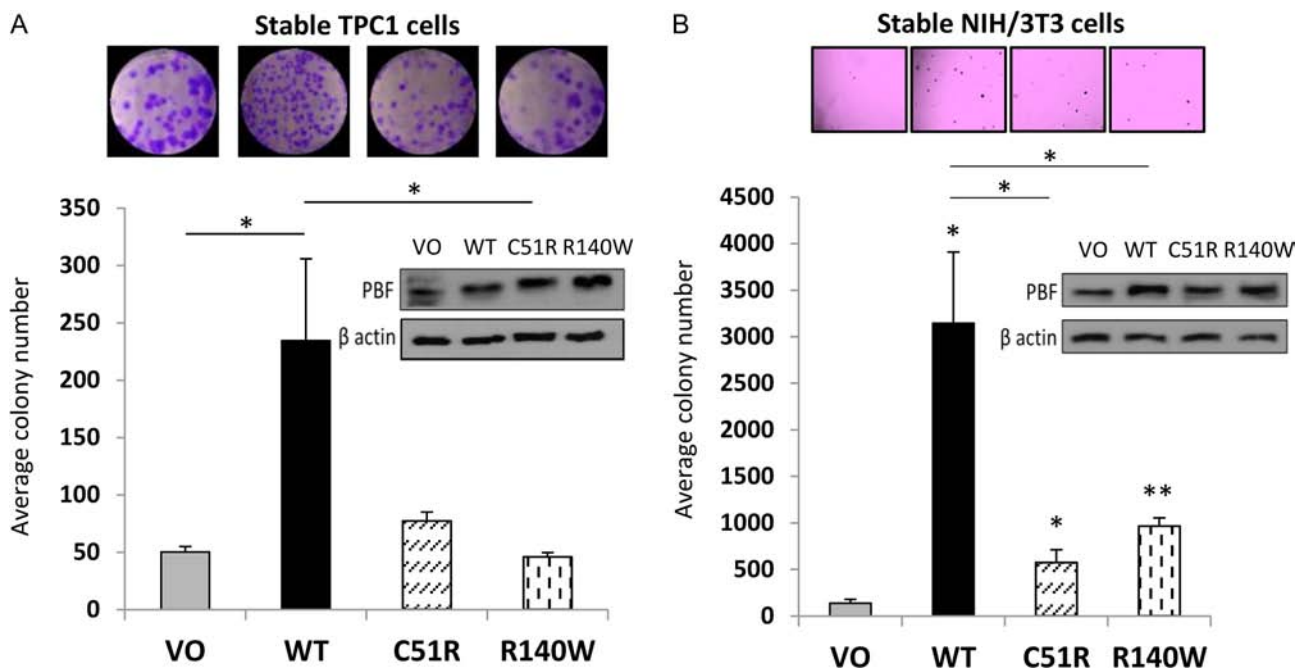 A
Stable TPC1 cells
*
*
Average colony number
350
300
250
200
150
100
50
0
VO WT C51R R140W
PBF
β actin
VO WT C51R R140W
B
Stable NIH/3T3 cells
*
*
Average colony number
4500
4000
3500
3000
2500
2000
1500
1000
500
0
*
*
**
VO WT C51R R140W
PBF
β actin
VO WT C51R R140W